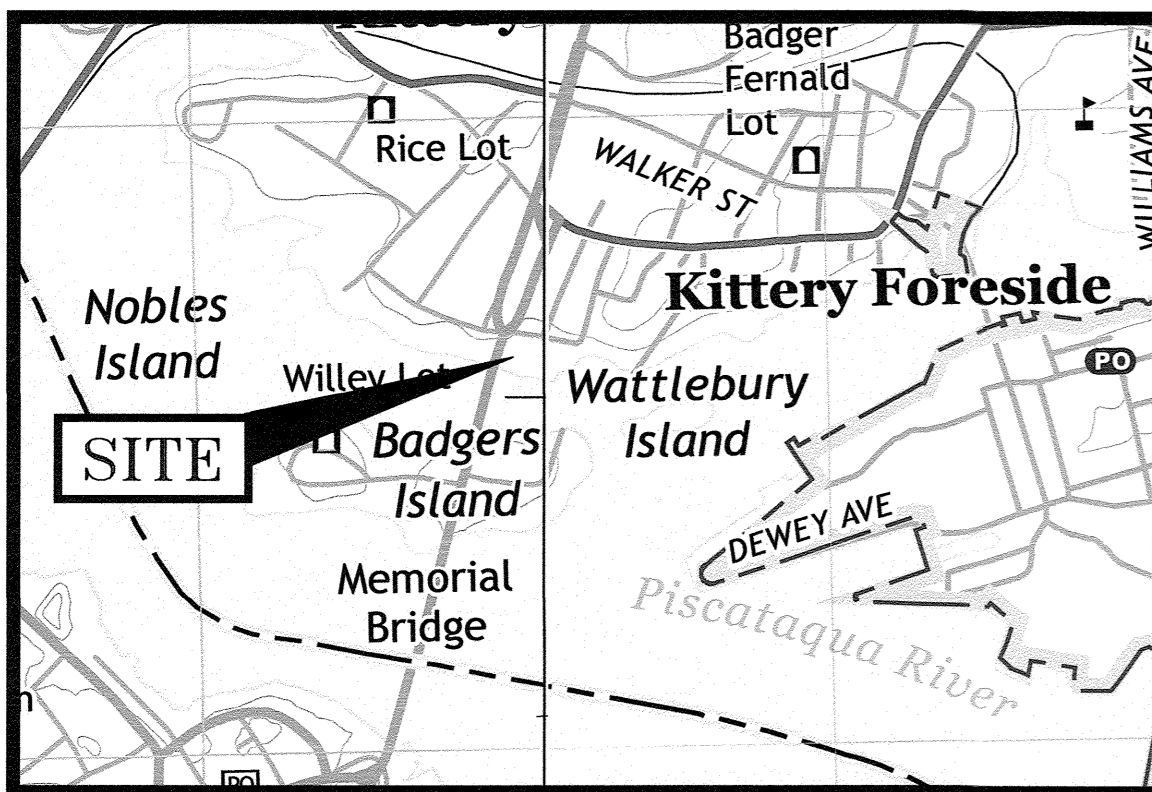 Kittery
Badger
Fernald
Lot
Rice Lot
WALKER ST
WILLIAMS AVE
Kittery Foreside
Nobles
Island
PO
Willey Lot
Wattlebury
Island
SITE
Badgers
Island
DEWEY AVE
Memorial
Bridge
Piscataqua River
PO